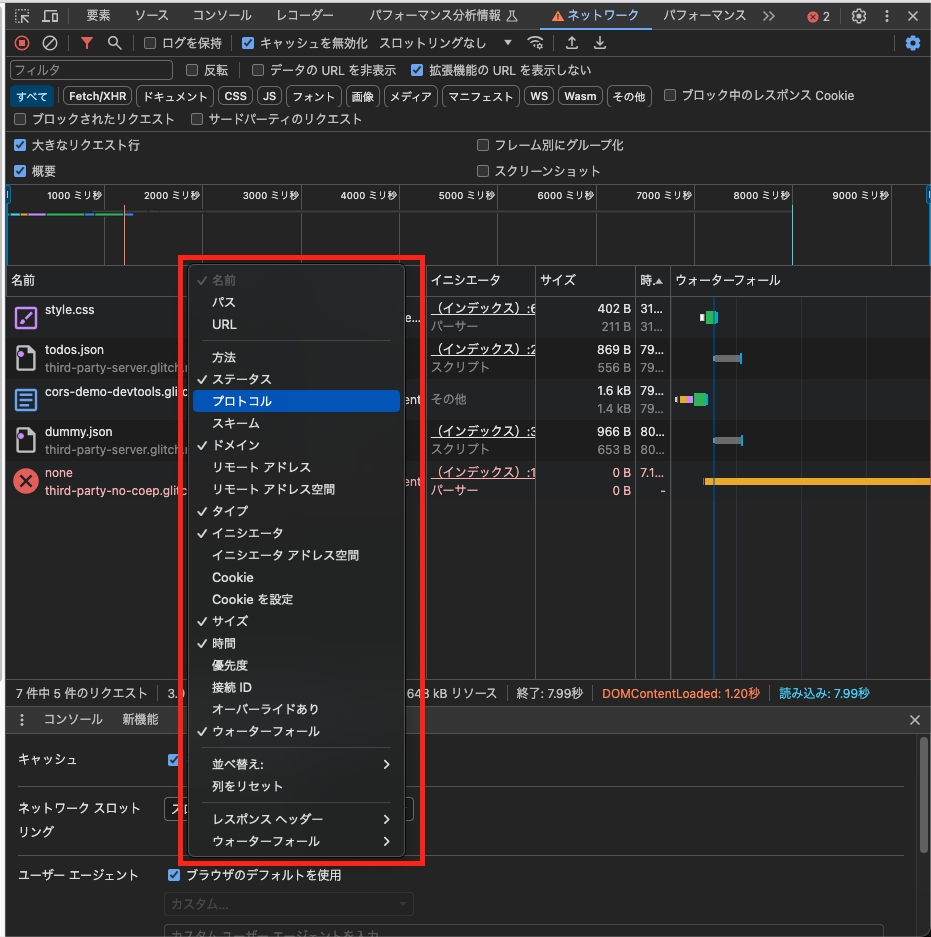 要素 ソース コンソール レコーダー パフォーマンス分析情報 ネットワーク パフォーマンス 2
ログを保持 キャッシュを無効化 スロットリングなし
フィルタ 反転 データの URL を非表示 拡張機能の URL を表示しない
すべて Fetch/XHR ドキュメント CSS JS フォント 画像 メディア マニフェスト WS Wasm その他 ブロック中のレスポンス Cookie
ブロックされたリクエスト サードパーティのリクエスト
大きなリクエスト行 フレーム別にグループ化
概要 スクリーンショット
1000 ミリ秒 2000 ミリ秒 3000 ミリ秒 4000 ミリ秒 5000 ミリ秒 6000 ミリ秒 7000 ミリ秒 8000 ミリ秒 9000 ミリ秒
名前 イニシエータ サイズ 時.. ウォーターフォール
style.css e... （インデックス）:6 402 B 31...
パーサー 211 B 31...
todos.json （インデックス）:2 869 B 79...
third-party-server.glitch. スクリプト 556 B 79...
cors-demo-devtools.glitc ent その他 1.6 kB 79...
1.4 kB 79...
dummy.json （インデックス）:3 966 B 80...
third-party-server.glitch. スクリプト 653 B 80...
none （インデックス）:1 0 B 7.1...
third-party-no-coep.glitc ent パーサー 0 B -
名前
パス
URL
方法
ステータス
プロトコル
スキーム
ドメイン
リモート アドレス
リモート アドレス空間
タイプ
イニシエータ
イニシエータ アドレス空間
Cookie
Cookie を設定
サイズ
時間
優先度
接続 ID
オーバーライドあり
ウォーターフォール
並べ替え:
列をリセット
レスポンス ヘッダー
ウォーターフォール
7 件中 5 件のリクエスト 3. 648 kB リソース 終了: 7.99秒 DOMContentLoaded: 1.20秒 読み込み: 7.99秒
コンソール 新機能
キャッシュ
ネットワーク スロット
リング
ユーザー エージェント ブラウザのデフォルトを使用
カスタム...
カスタム ユーザー エージェントを入力